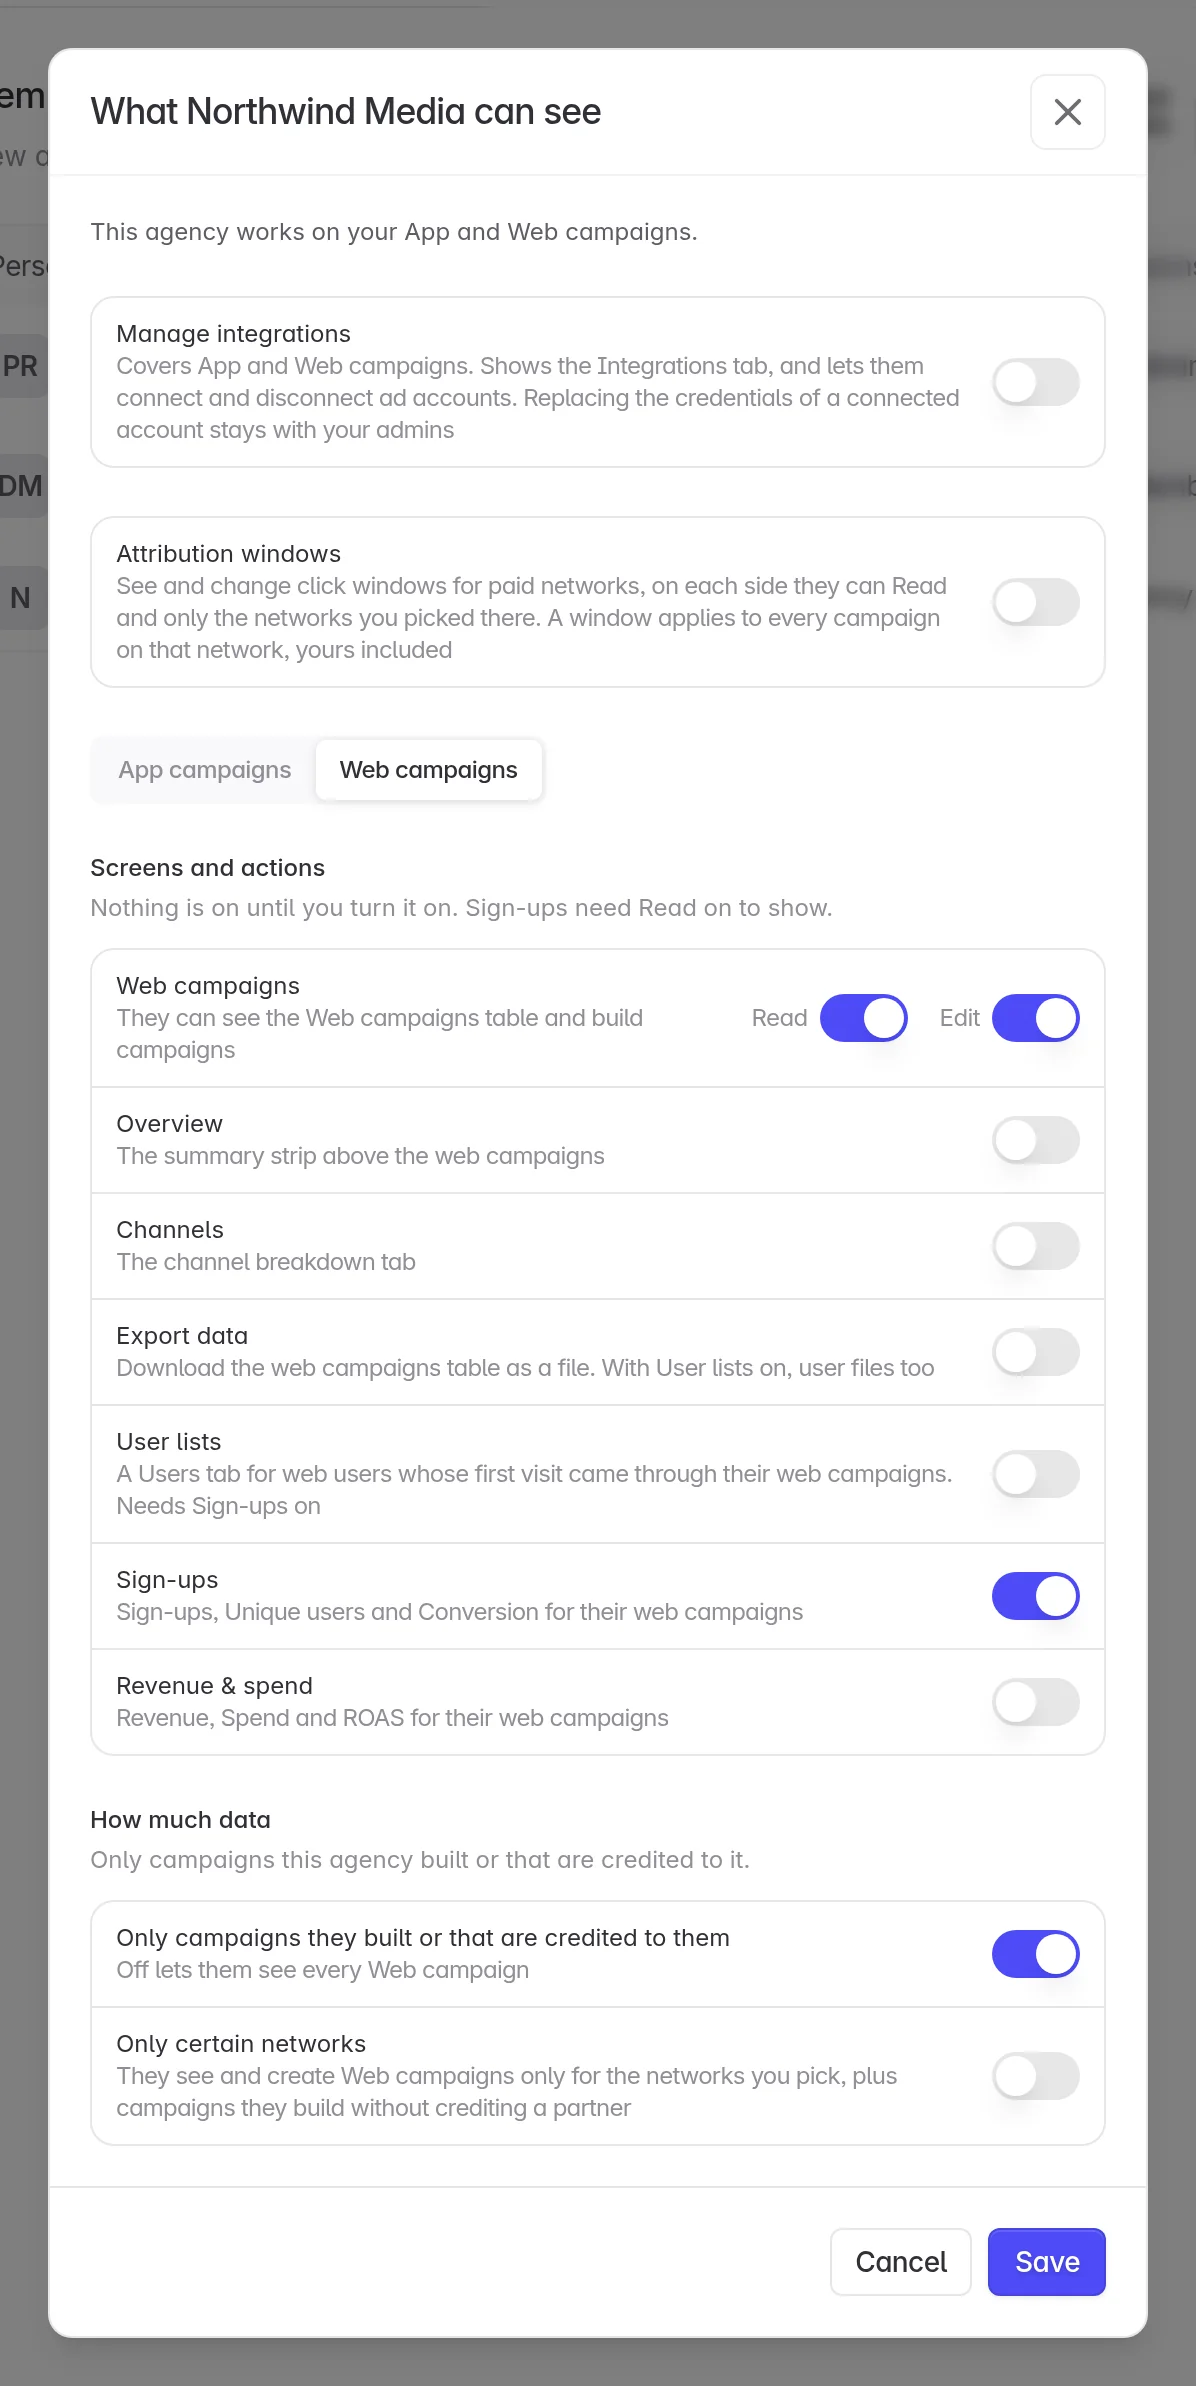 What Northwind Media can see
This agency works on your App and Web campaigns.
Manage integrations
Covers App and Web campaigns. Shows the Integrations tab, and lets them
connect and disconnect ad accounts. Replacing the credentials of a connected
account stays with your admins
Attribution windows
See and change click windows for paid networks, on each side they can Read
and only the networks you picked there. A window applies to every campaign
on that network, yours included
App campaigns
Web campaigns
Screens and actions
Nothing is on until you turn it on. Sign-ups need Read on to show.
Web campaigns
They can see the Web campaigns table and build
campaigns
Read
Edit
Overview
The summary strip above the web campaigns
Channels
The channel breakdown tab
Export data
Download the web campaigns table as a file. With User lists on, user files too
User lists
A Users tab for web users whose first visit came through their web campaigns.
Needs Sign-ups on
Sign-ups
Sign-ups, Unique users and Conversion for their web campaigns
Revenue & spend
Revenue, Spend and ROAS for their web campaigns
How much data
Only campaigns this agency built or that are credited to it.
Only campaigns they built or that are credited to them
Off lets them see every Web campaign
Only certain networks
They see and create Web campaigns only for the networks you pick, plus
campaigns they build without crediting a partner
Cancel
Save
PR
DM
N